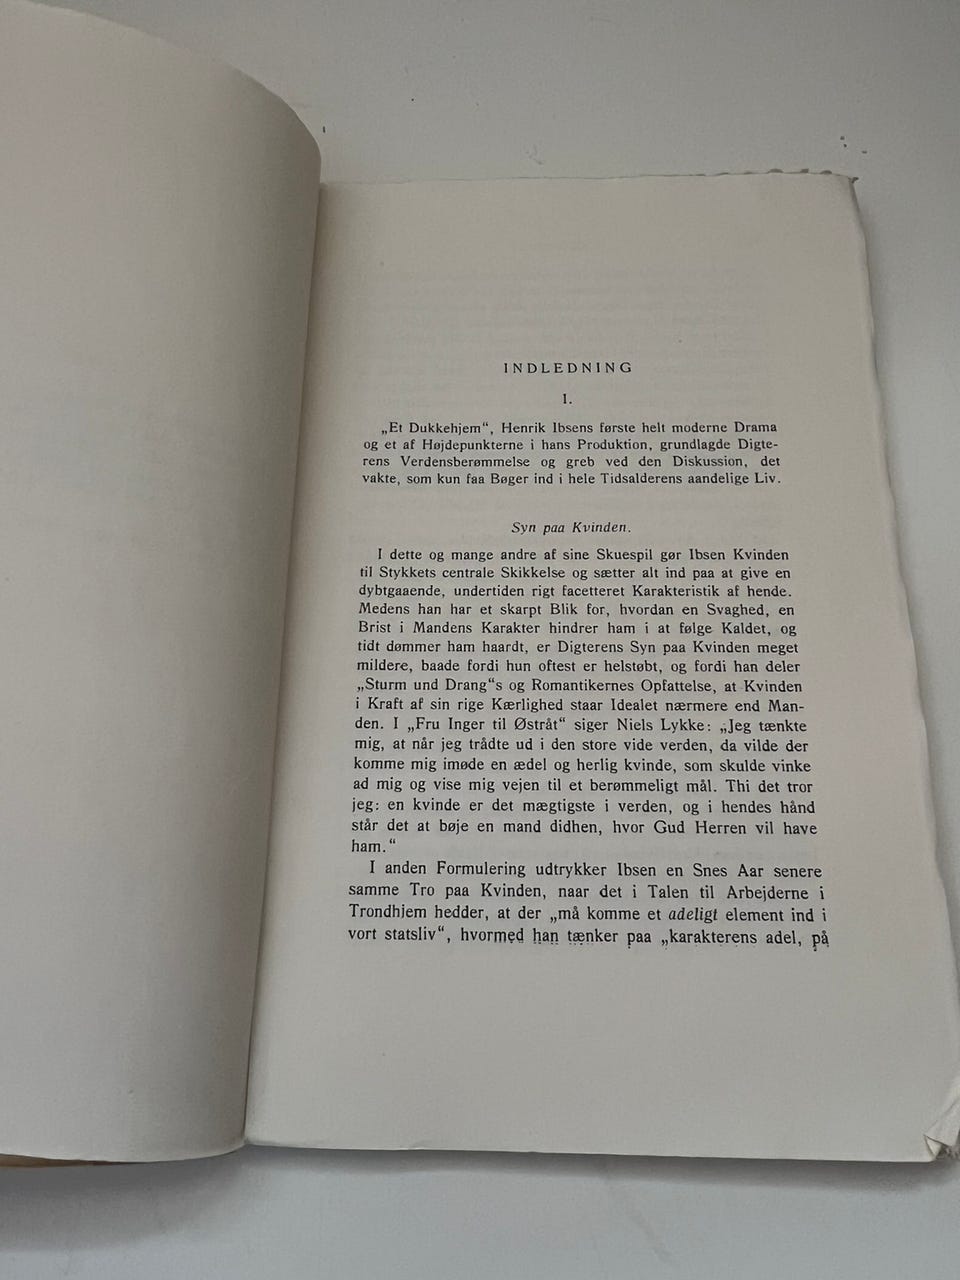 INDLEDNING
I.
„Et Dukkehjem“, Henrik Ibsens første helt moderne Drama
og et af Højdepunkterne i hans Produktion, grundlagde Digte-
rens Verdensberømmelse og greb ved den Diskussion, det
vakte, som kun faa Bøger ind i hele Tidsalderens aandelige Liv.
Syn paa Kvinden.
I dette og mange andre af sine Skuespil gør Ibsen Kvinden
til Stykkets centrale Skikkelse og sætter alt ind paa at give en
dybtgaaende, undertiden rigt facetteret Karakteristik af hende.
Medens han har et skarpt Blik for, hvordan en Svaghed, en
Brist i Mandens Karakter hindrer ham i at følge Kaldet, og
tidt dømmer ham haardt, er Digterens Syn paa Kvinden meget
mildere, baade fordi hun oftest er helstøbt, og fordi han deler
„Sturm und Drang“s og Romantikernes Opfattelse, at Kvinden
i Kraft af sin rige Kærlighed staar Idealet nærmere end Man-
den. I „Fru Inger til Østråt“ siger Niels Lykke: „Jeg tænkte
mig, at når jeg trådte ud i den store vide verden, da vilde der
komme mig imøde en ædel og herlig kvinde, som skulde vinke
ad mig og vise mig vejen til et berømmeligt mål. Thi det tror
jeg: en kvinde er det mægtigste i verden, og i hendes hånd
står det at bøje en mand didhen, hvor Gud Herren vil have
ham.“
I anden Formulering udtrykker Ibsen en Snes Aar senere
samme Tro paa Kvinden, naar det i Talen til Arbejderne i
Trondhjem hedder, at der „må komme et adeligt element ind i
vort statsliv“, hvormed han tænker paa „karakterens adel, på